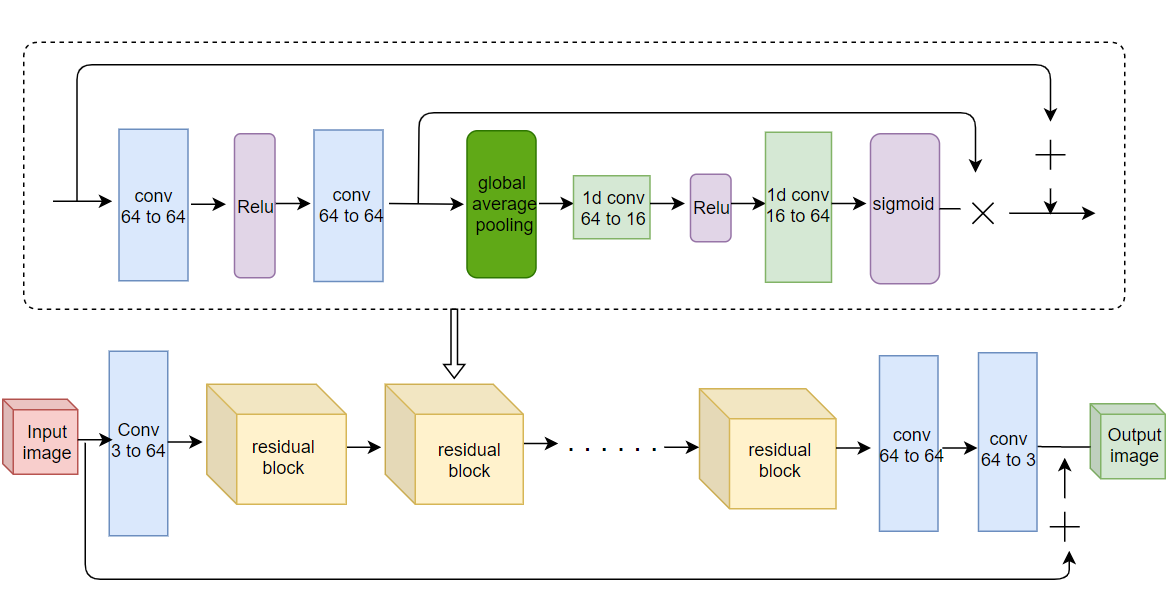 conv
64 to 64
Relu
conv
64 to 64
global
average
pooling
1d conv
64 to 16
Relu
1d conv
16 to 64
sigmoid
Input
image
Conv
3 to 64
residual
block
residual
block
. . . . . .
residual
block
conv
64 to 64
conv
64 to 3
Output
image